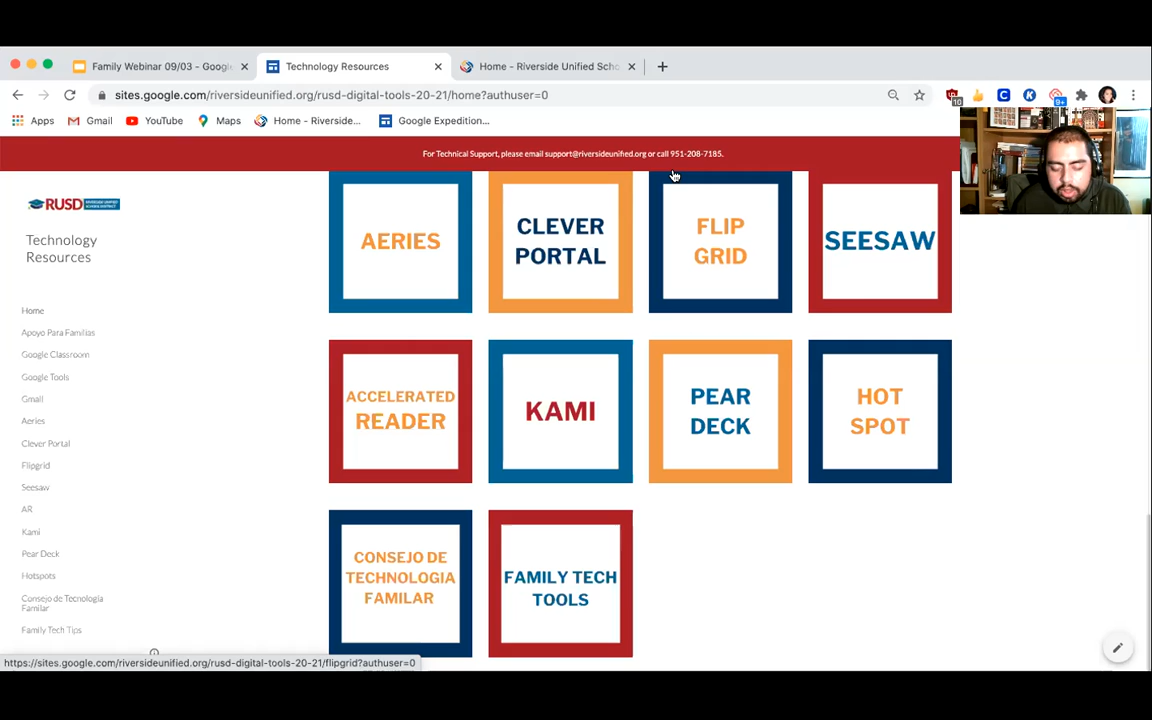 Family Webinar 09/03 - Google
Technology Resources
Home - Riverside Unified Scho
sites.google.com/riversideunified.org/rusd-digital-tools-20-21/home?authuser=0
10
9+
Apps
Gmail
YouTube
Maps
Home - Riverside...
Google Expedition...
For Technical Support, please email support@riversideunified.org or call 951-208-7185.
RUSD
Technology
Resources
Home
Apoyo Para Familias
Google Classroom
Google Tools
Gmail
Aeries
Clever Portal
Flipgrid
Seesaw
AR
Kami
Pear Deck
Hotspots
Consejo de Tecnología
Familar
Family Tech Tips
AERIES
CLEVER
PORTAL
FLIP
GRID
SEESAW
ACCELERATED
READER
KAMI
PEAR
DECK
HOT
SPOT
CONSEJO DE
TECHNOLOGIA
FAMILAR
FAMILY TECH
TOOLS
https://sites.google.com/riversideunified.org/rusd-digital-tools-20-21/flipgrid?authuser=0